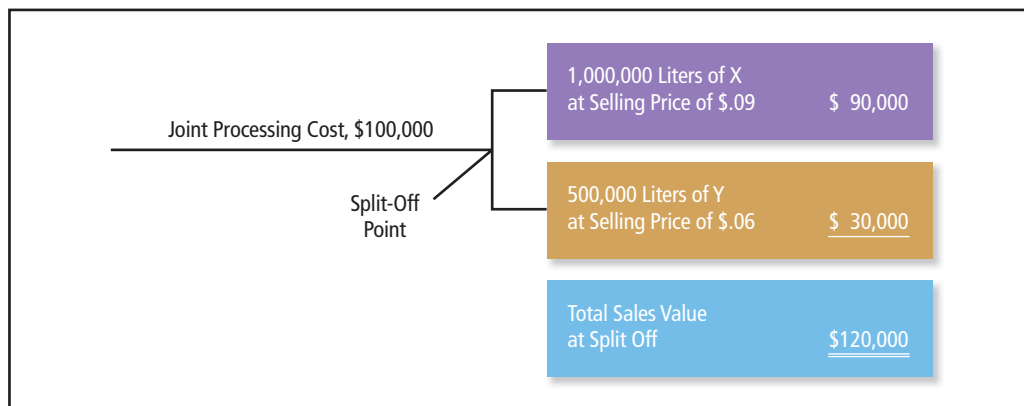 Joint Processing Cost, $100,000
Split-Off
Point
1,000,000 Liters of X
at Selling Price of $.09 $ 90,000
500,000 Liters of Y
at Selling Price of $.06 $ 30,000
Total Sales Value
at Split Off $120,000